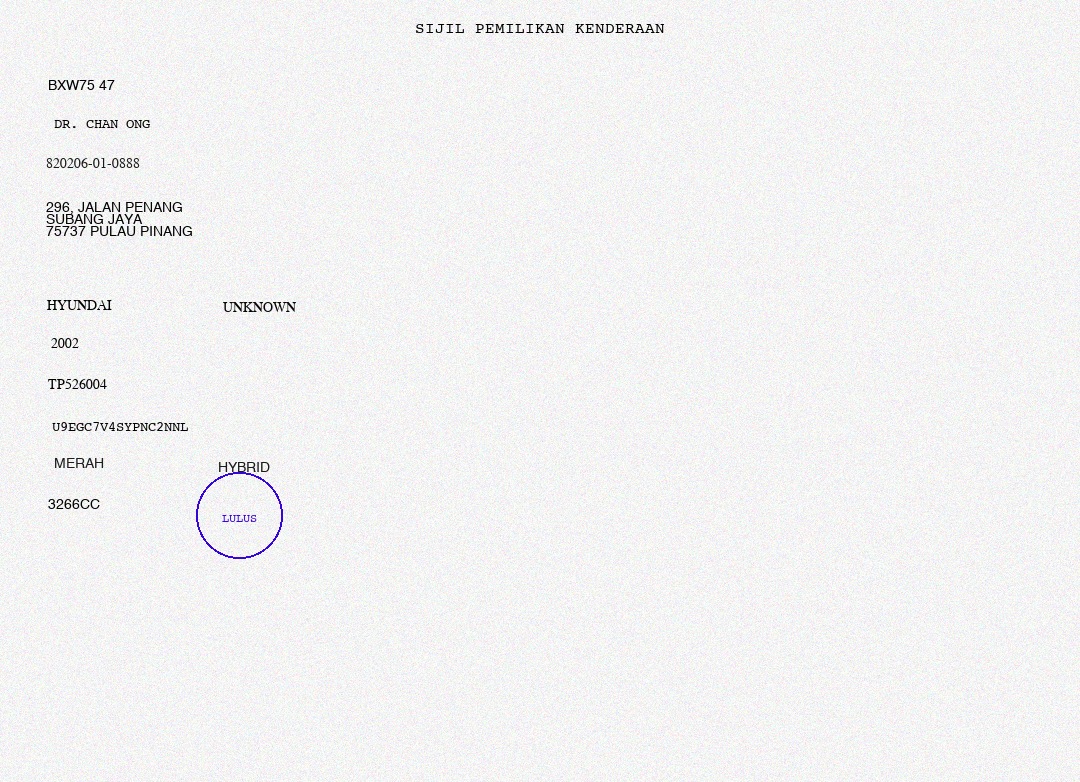 SIJIL PEMILIKAN KENDERAAN
BXW75 47
DR. CHAN ONG
820206-01-0888
296, JALAN PENANG
SUBANG JAYA
75737 PULAU PINANG
HYUNDAI UNKNOWN
2002
TP526004
U9EGC7V4SYPNC2NNL
MERAH HYBRID
3266CC
LULUS